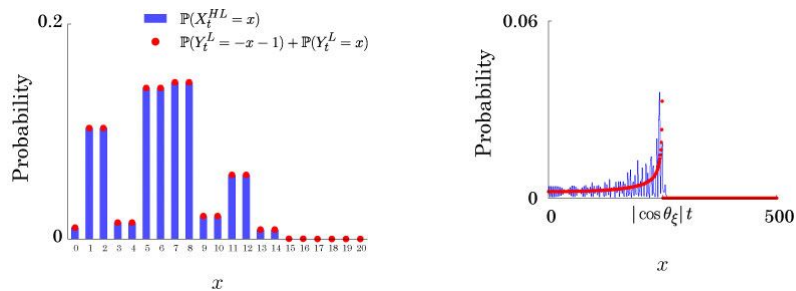 0.2
ℙ(X_t^{HL} = x)
ℙ(Y_t^L = −x − 1) + ℙ(Y_t^L = x)
Probability
0
0 1 2 3 4 5 6 7 8 9 10 11 12 13 14 15 16 17 18 19 20
x
0.06
Probability
0
0 |cos θ_ξ| t 500
x